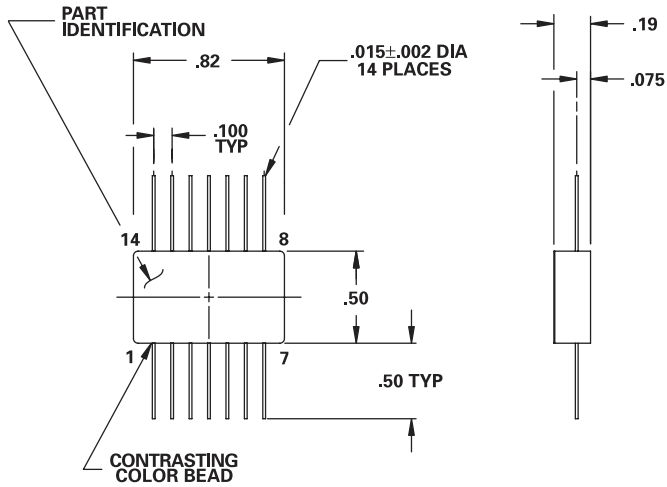 PART
IDENTIFICATION
.82
.015±.002 DIA
14 PLACES
.19
.075
.100
TYP
14
8
.50
1
7
.50 TYP
CONTRASTING
COLOR BEAD